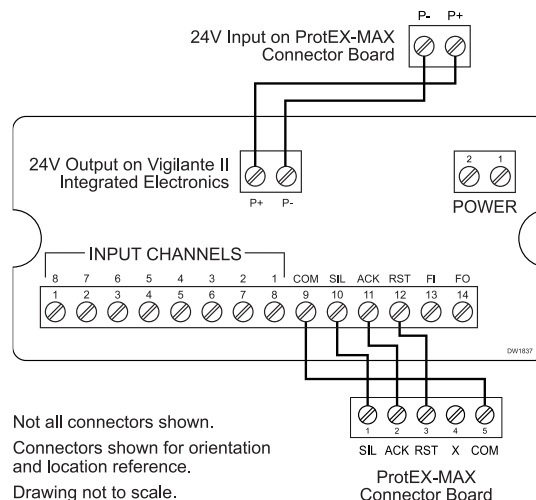 P- P+
24V Input on ProtEX-MAX
Connector Board
24V Output on Vigilante II
Integrated Electronics
P+ P-
2 1
POWER
INPUT CHANNELS
8 7 6 5 4 3 2 1 COM SIL ACK RST FI FO
1 2 3 4 5 6 7 8 9 10 11 12 13 14
DW1837
Not all connectors shown.
Connectors shown for orientation
and location reference.
Drawing not to scale.
1 2 3 4 5
SIL ACK RST X COM
ProtEX-MAX
Connector Board